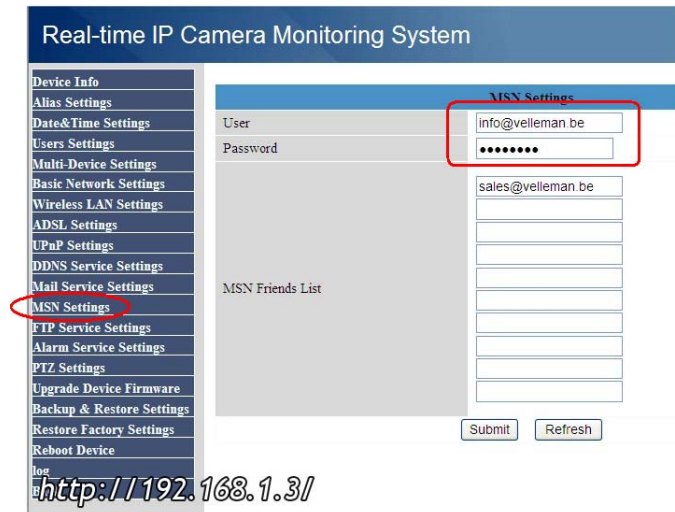 Real-time IP Camera Monitoring System
Device Info
Alias Settings
Date&Time Settings
Users Settings
Multi-Device Settings
Basic Network Settings
Wireless LAN Settings
ADSL Settings
UPnP Settings
DDNS Service Settings
Mail Service Settings
MSN Settings
FTP Service Settings
Alarm Service Settings
PTZ Settings
Upgrade Device Firmware
Backup & Restore Settings
Restore Factory Settings
Reboot Device
log
MSN Settings
User info@velleman.be
Password ••••••••
MSN Friends List sales@velleman.be
Submit Refresh
http://192.168.1.3/